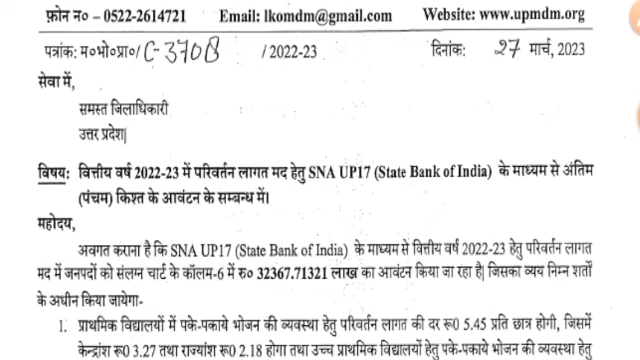 फ़ोन न० - 0522-2614721 Email: lkomdm@gmail.com Website: www.upmdm.org
पत्रांक: म०भो०प्रा०/C-3708 /2022-23 दिनांक: 27 मार्च, 2023
सेवा में,
समस्त जिलाधिकारी
उत्तर प्रदेश|
विषय: वित्तीय वर्ष 2022-23 में परिवर्तन लागत मद हेतु SNA UP17 (State Bank of India) के माध्यम से अंतिम
(पंचम) किश्त के आवंटन के सम्बन्ध में।
महोदय,
अवगत कराना है कि SNA UP17 (State Bank of India) के माध्यम से वित्तीय वर्ष 2022-23 हेतु परिवर्तन लागत
मद में जनपदों को संलग्न चार्ट के कॉलम-6 में रु० 32367.71321 लाख का आवंटन किया जा रहा है| जिसका व्यय निम्न शर्तो
के अधीन किया जायेगा-
1. प्राथमिक विद्यालयों में पके-पकाये भोजन की व्यवस्था हेतु परिवर्तन लागत की दर रू0 5.45 प्रति छात्र होगी, जिसमें
केन्द्रांश रू0 3.27 तथा राज्यांश रू0 2.18 होगा तथा उच्च प्राथमिक विद्यालयों हेतु पके-पकाये भोजन की व्यवस्था हेतु